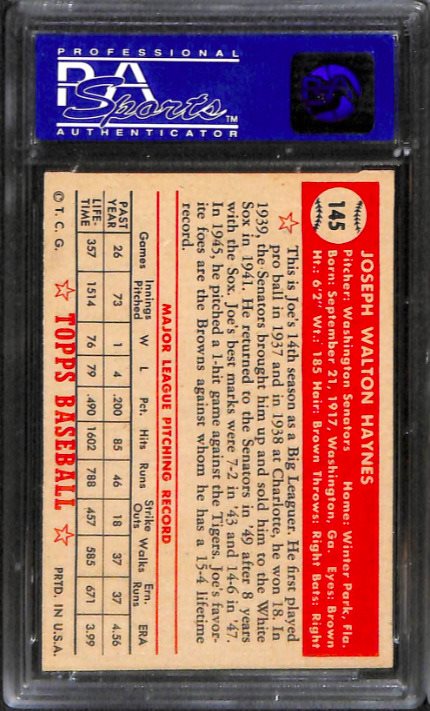 PROFESSIONAL
PSA
Sports™
AUTHENTICATOR
145
JOSEPH WALTON HAYNES
Pitcher: Washington Senators Home: Winter Park, Fla.
Born: September 21, 1917, Washington, Ga. Eyes: Brown
Ht.: 6'2" Wt.: 185 Hair: Brown Throws: Right Bats: Right
This is Joe's 14th season as a Big Leaguer. He first played
pro ball in 1937 and in 1938 at Charlotte, he won 18. In
1939, the Senators brought him up and sold him to the White
Sox in 1941. He returned to the Senators in '49 after 8 years
with the Sox. Joe's best marks were 7-2 in '43 and 14-6 in '47.
In 1945, he pitched a 1-hit game against the Tigers. Joe's favor-
ite foes are the Browns against whom he has a 15-4 lifetime
record.
MAJOR LEAGUE PITCHING RECORD
Games Innings Pitched W L Pct. Hits Runs Strike Outs Walks Ern. Runs ERA
PAST YEAR 26 73 1 4 .200 85 46 18 37 37 4.56
LIFE-TIME 357 1514 76 79 .490 1602 788 457 585 671 3.99
© T. C. G. TOPPS BASEBALL PRTD. IN U.S.A.